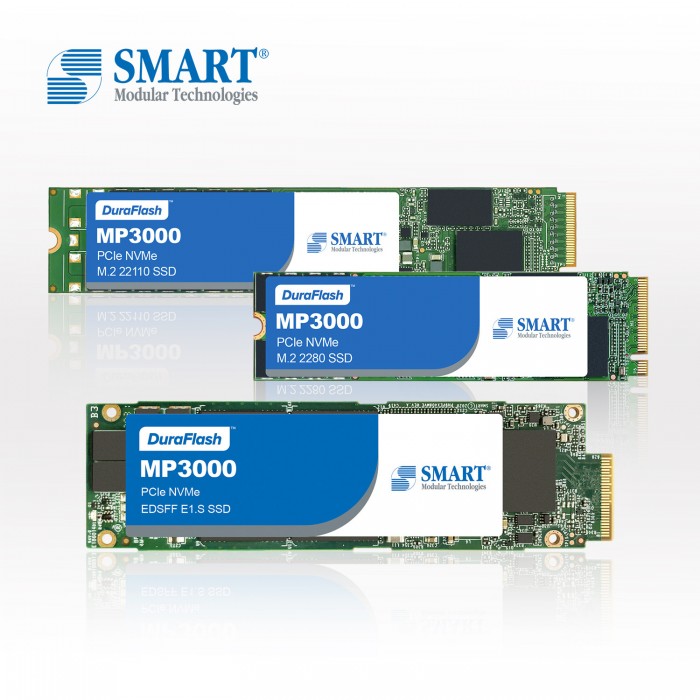 SMART®
Modular Technologies
DuraFlash™
MP3000
PCIe NVMe
M.2 22110 SSD
SMART®
Modular Technologies
DuraFlash™
MP3000
PCIe NVMe
M.2 2280 SSD
SMART®
Modular Technologies
B3
DuraFlash™
MP3000
PCIe NVMe
EDSFF E1.S SSD
SMART®
Modular Technologies